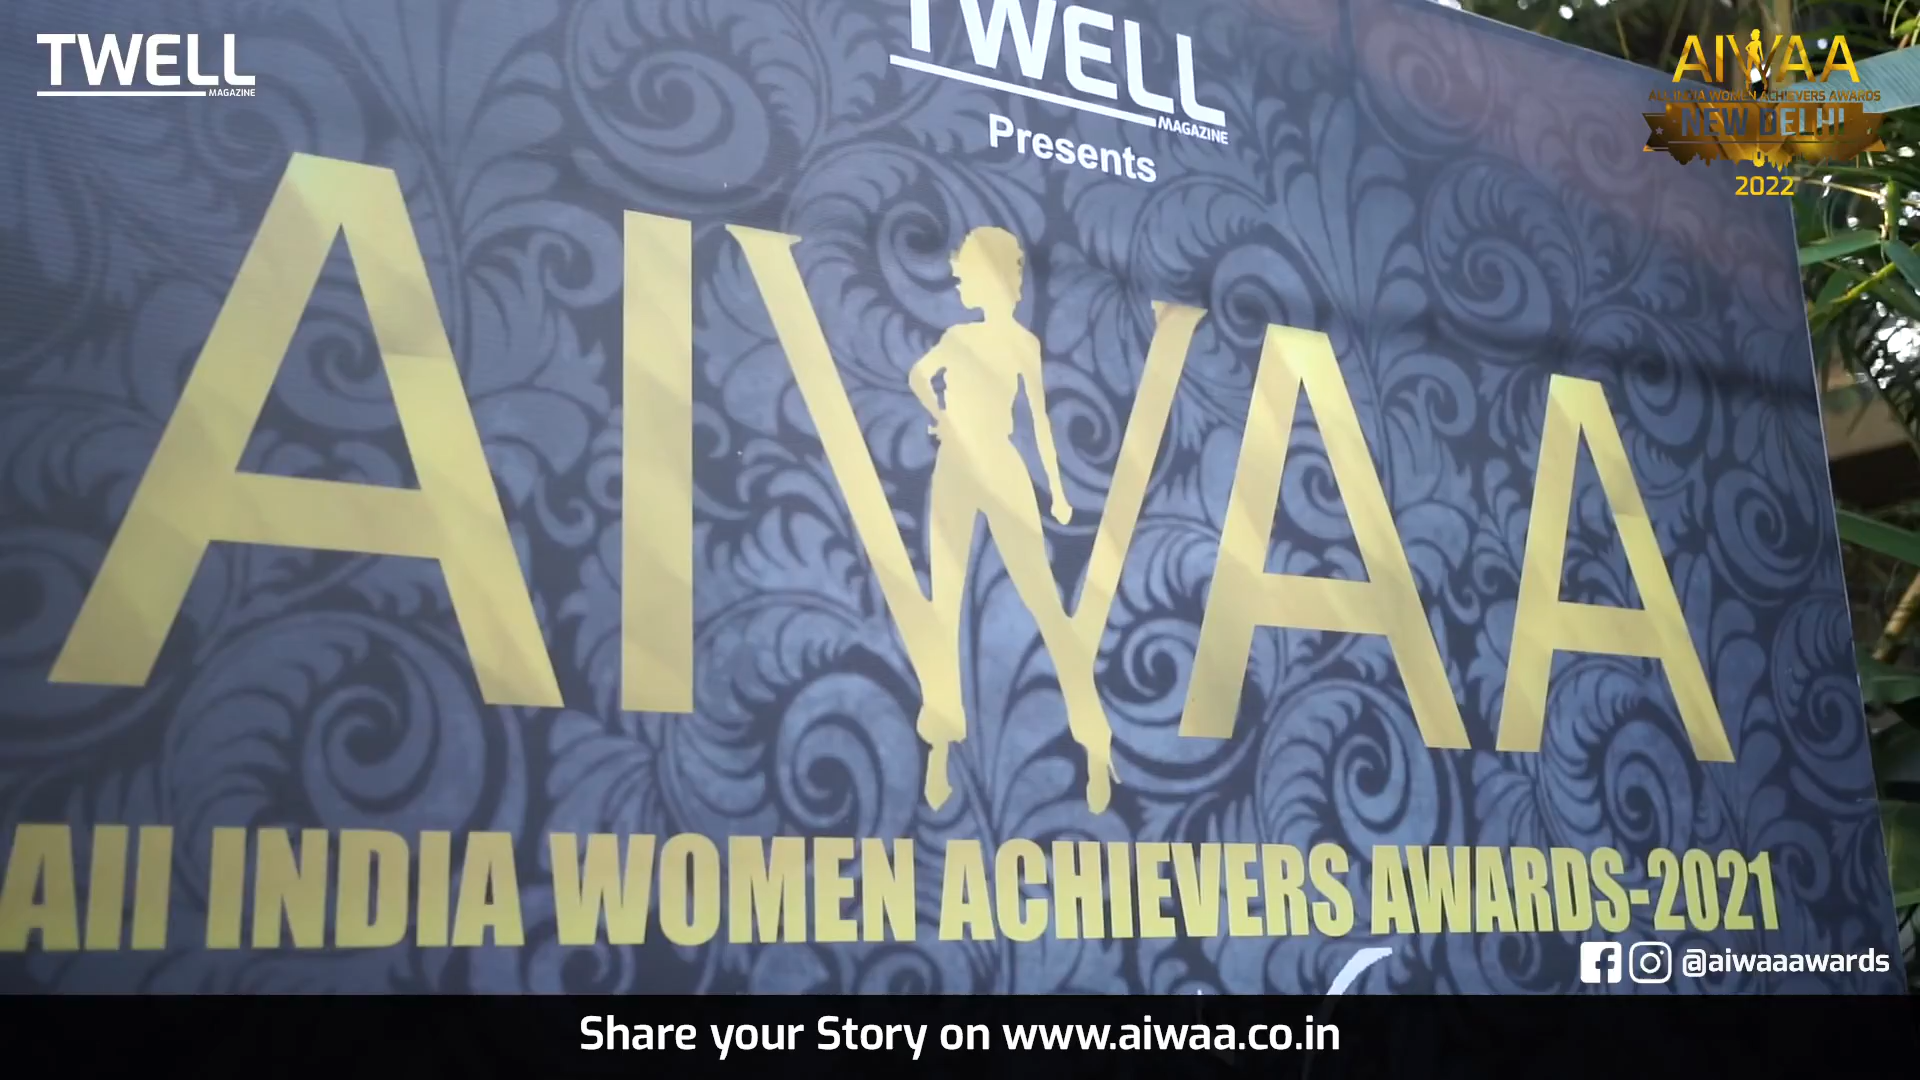 TWELL
MAGAZINE
TWELL
MAGAZINE
Presents
AIWAA
ALL INDIA WOMEN ACHIEVERS AWARDS
NEW DELHI
2022
AIWAA
All INDIA WOMEN ACHIEVERS AWARDS-2021
@aiwaaawards
Share your Story on www.aiwaa.co.in